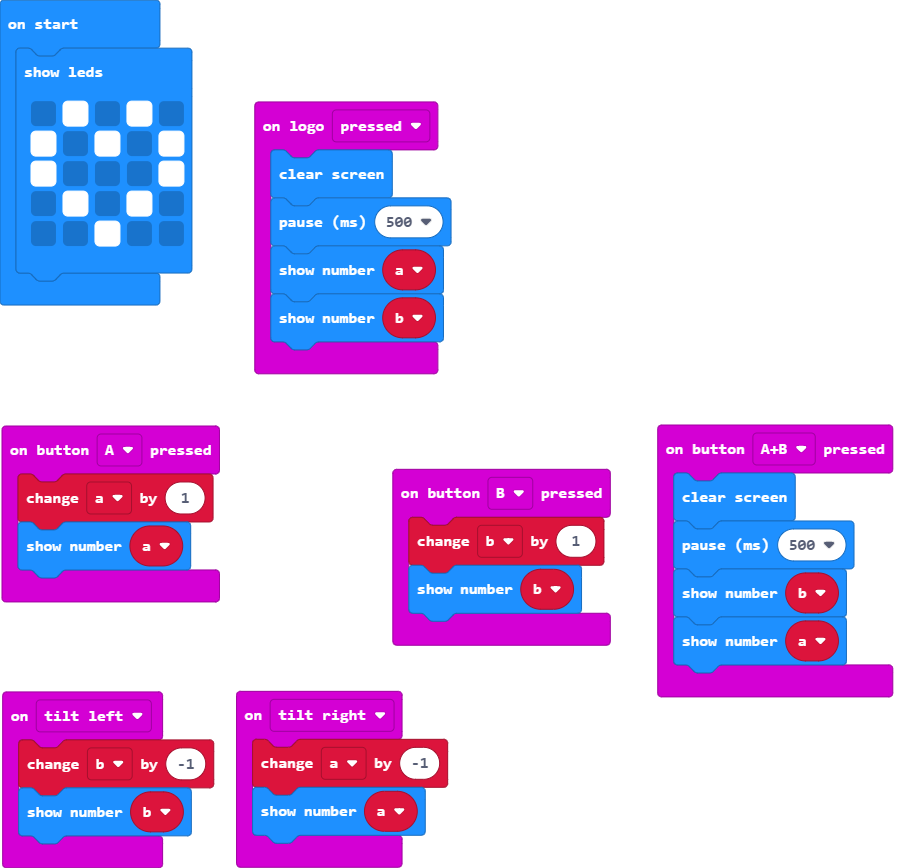 on start
show leds
on logo pressed
clear screen
pause (ms) 500
show number a
show number b
on button A pressed
change a by 1
show number a
on button B pressed
change b by 1
show number b
on button A+B pressed
clear screen
pause (ms) 500
show number b
show number a
on tilt left
change b by -1
show number b
on tilt right
change a by -1
show number a